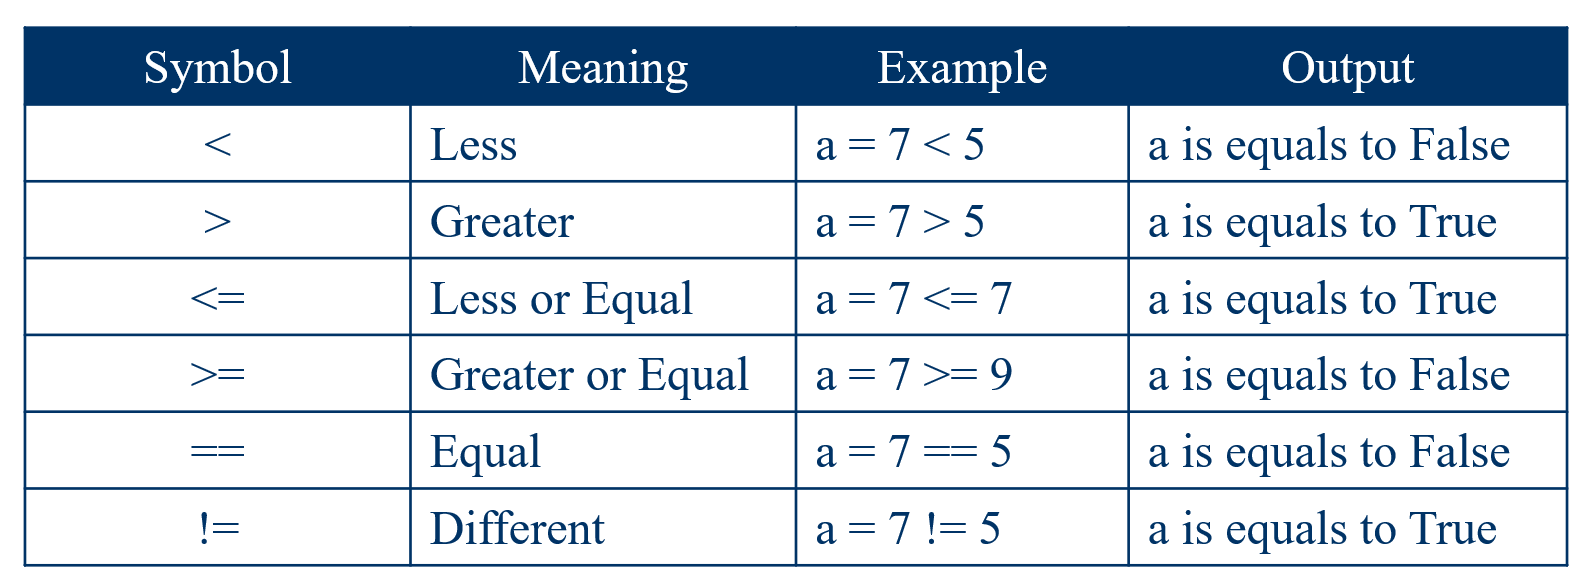 Symbol Meaning Example Output
< Less a = 7 < 5 a is equals to False
> Greater a = 7 > 5 a is equals to True
<= Less or Equal a = 7 <= 7 a is equals to True
>= Greater or Equal a = 7 >= 9 a is equals to False
== Equal a = 7 == 5 a is equals to False
!= Different a = 7 != 5 a is equals to True